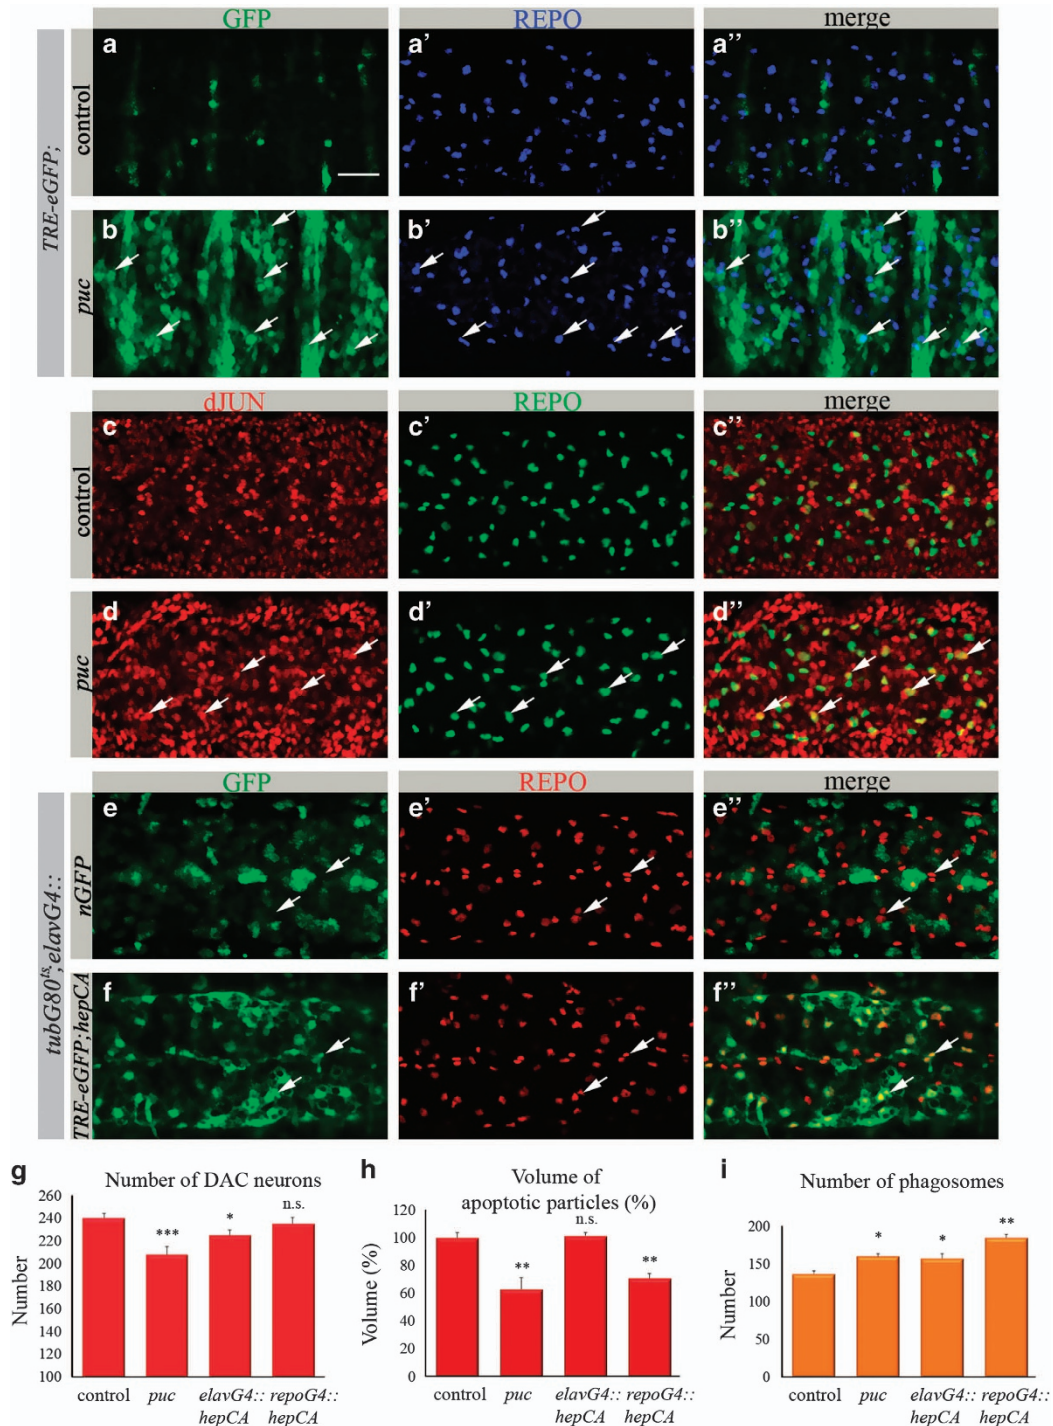 GFP REPO merge
TRE-eGFP;
control
a a' a''
puc
b b' b''
dJUN REPO merge
control
c c' c''
puc
d d' d''
GFP REPO merge
tubG80ts;elavG4::
nGFP
e e' e''
TRE-eGFP;hepCA
f f' f''
g Number of DAC neurons
Number
260
240
220
200
180
160
140
120
100
*** * n.s.
control puc elavG4:: repoG4::
hepCA hepCA
h Volume of
apoptotic particles (%)
Volume (%)
120
100
80
60
40
20
0
** n.s. **
control puc elavG4:: repoG4::
hepCA hepCA
i Number of phagosomes
Number
200
150
100
50
0
* * **
control puc elavG4:: repoG4::
hepCA hepCA